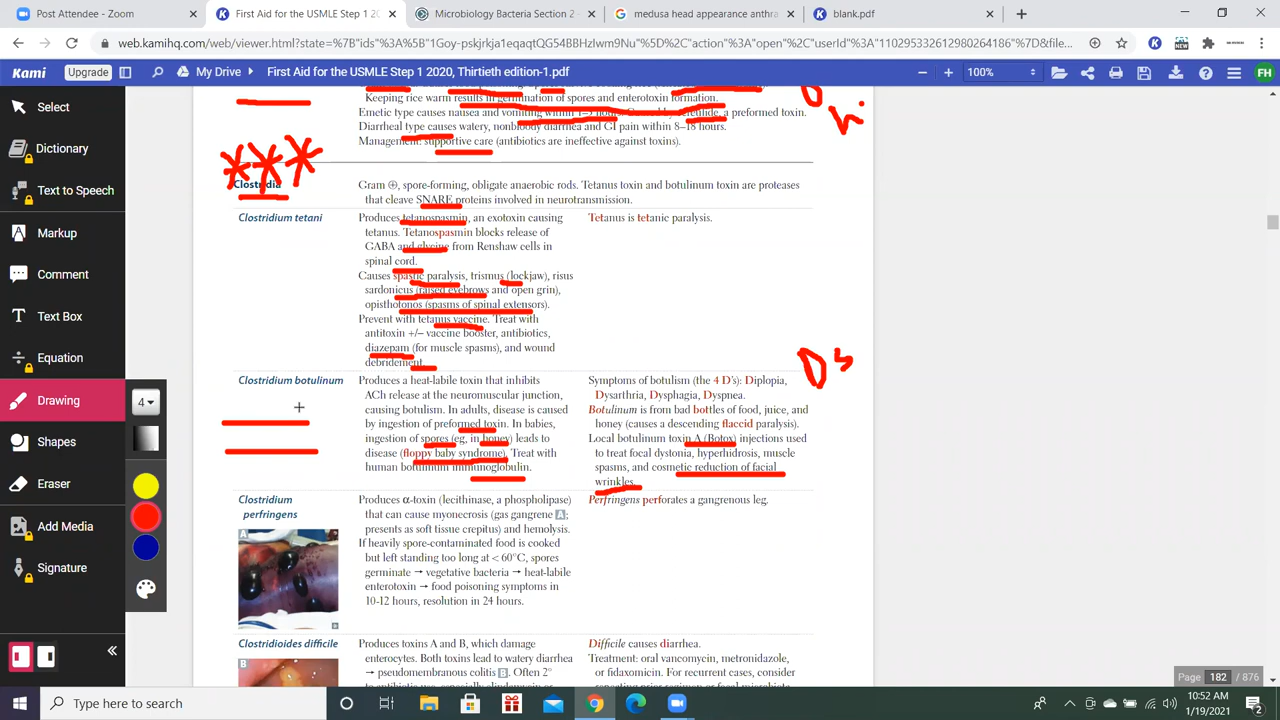 Post Attendee - Zoom
First Aid for the USMLE Step 1 20
Microbiology Bacteria Section 2 –
medusa head appearance anthra
blank.pdf
web.kamihq.com/web/viewer.html?state=%7B"ids"%3A%5B"1Goy-pskjrkja1eqaqtQG54BBHzlwm9Nu"%5D%2C"action"%3A"open"%2C"userId"%3A"110295332612980264186"%7D&file...
Kami
Upgrade
My Drive
First Aid for the USMLE Step 1 2020, Thirtieth edition-1.pdf
100%
FH
Select
Dictionary
Text to Speech
Markup
Comment
Text Box
Equation
Drawing
4
Shapes
Eraser
Add Media
Signature
Keeping rice warm results in germination of spores and enterotoxin formation.
Emetic type causes nausea and vomiting within 1–5 hours. Caused by cereulide, a preformed toxin.
Diarrheal type causes watery, nonbloody diarrhea and GI pain within 8–18 hours.
Management: supportive care (antibiotics are ineffective against toxins).
Clostridia
Gram ⊕, spore-forming, obligate anaerobic rods. Tetanus toxin and botulinum toxin are proteases
that cleave SNARE proteins involved in neurotransmission.
Clostridium tetani
Produces tetanospasmin, an exotoxin causing
tetanus. Tetanospasmin blocks release of
GABA and glycine from Renshaw cells in
spinal cord.
Causes spastic paralysis, trismus (lockjaw), risus
sardonicus (raised eyebrows and open grin),
opisthotonos (spasms of spinal extensors).
Prevent with tetanus vaccine. Treat with
antitoxin +/– vaccine booster, antibiotics,
diazepam (for muscle spasms), and wound
debridement.
Tetanus is tetanic paralysis.
Clostridium botulinum
Produces a heat-labile toxin that inhibits
ACh release at the neuromuscular junction,
causing botulism. In adults, disease is caused
by ingestion of preformed toxin. In babies,
ingestion of spores (eg, in honey) leads to
disease (floppy baby syndrome). Treat with
human botulinum immunoglobulin.
Symptoms of botulism (the 4 D's): Diplopia,
Dysarthria, Dysphagia, Dyspnea.
Botulinum is from bad bottles of food, juice, and
honey (causes a descending flaccid paralysis).
Local botulinum toxin A (Botox) injections used
to treat focal dystonia, hyperhidrosis, muscle
spasms, and cosmetic reduction of facial
wrinkles.
Clostridium
perfringens
A
Produces α-toxin (lecithinase, a phospholipase)
that can cause myonecrosis (gas gangrene A;
presents as soft tissue crepitus) and hemolysis.
If heavily spore-contaminated food is cooked
but left standing too long at < 60°C, spores
germinate → vegetative bacteria → heat-labile
enterotoxin → food poisoning symptoms in
10-12 hours, resolution in 24 hours.
Perfringens perforates a gangrenous leg.
Clostridioides difficile
B
Produces toxins A and B, which damage
enterocytes. Both toxins lead to watery diarrhea
→ pseudomembranous colitis B. Often 2°
Difficile causes diarrhea.
Treatment: oral vancomycin, metronidazole,
or fidaxomicin. For recurrent cases, consider
Page 182 / 876
Type here to search
10:52 AM
1/19/2021
2